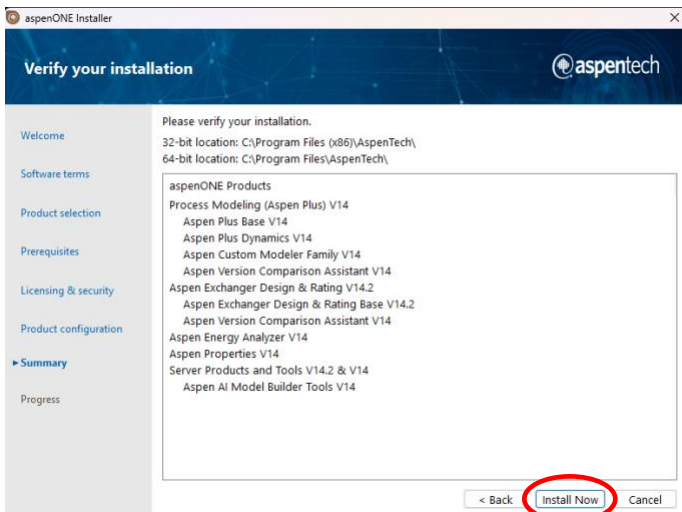 aspenONE Installer
Verify your installation
aspentech
Welcome
Software terms
Product selection
Prerequisites
Licensing & security
Product configuration
Summary
Progress
Please verify your installation.
32-bit location: C:\Program Files (x86)\AspenTech\
64-bit location: C:\Program Files\AspenTech\
aspenONE Products
Process Modeling (Aspen Plus) V14
Aspen Plus Base V14
Aspen Plus Dynamics V14
Aspen Custom Modeler Family V14
Aspen Version Comparison Assistant V14
Aspen Exchanger Design & Rating V14.2
Aspen Exchanger Design & Rating Base V14.2
Aspen Version Comparison Assistant V14
Aspen Energy Analyzer V14
Aspen Properties V14
Server Products and Tools V14.2 & V14
Aspen AI Model Builder Tools V14
< Back
Install Now
Cancel